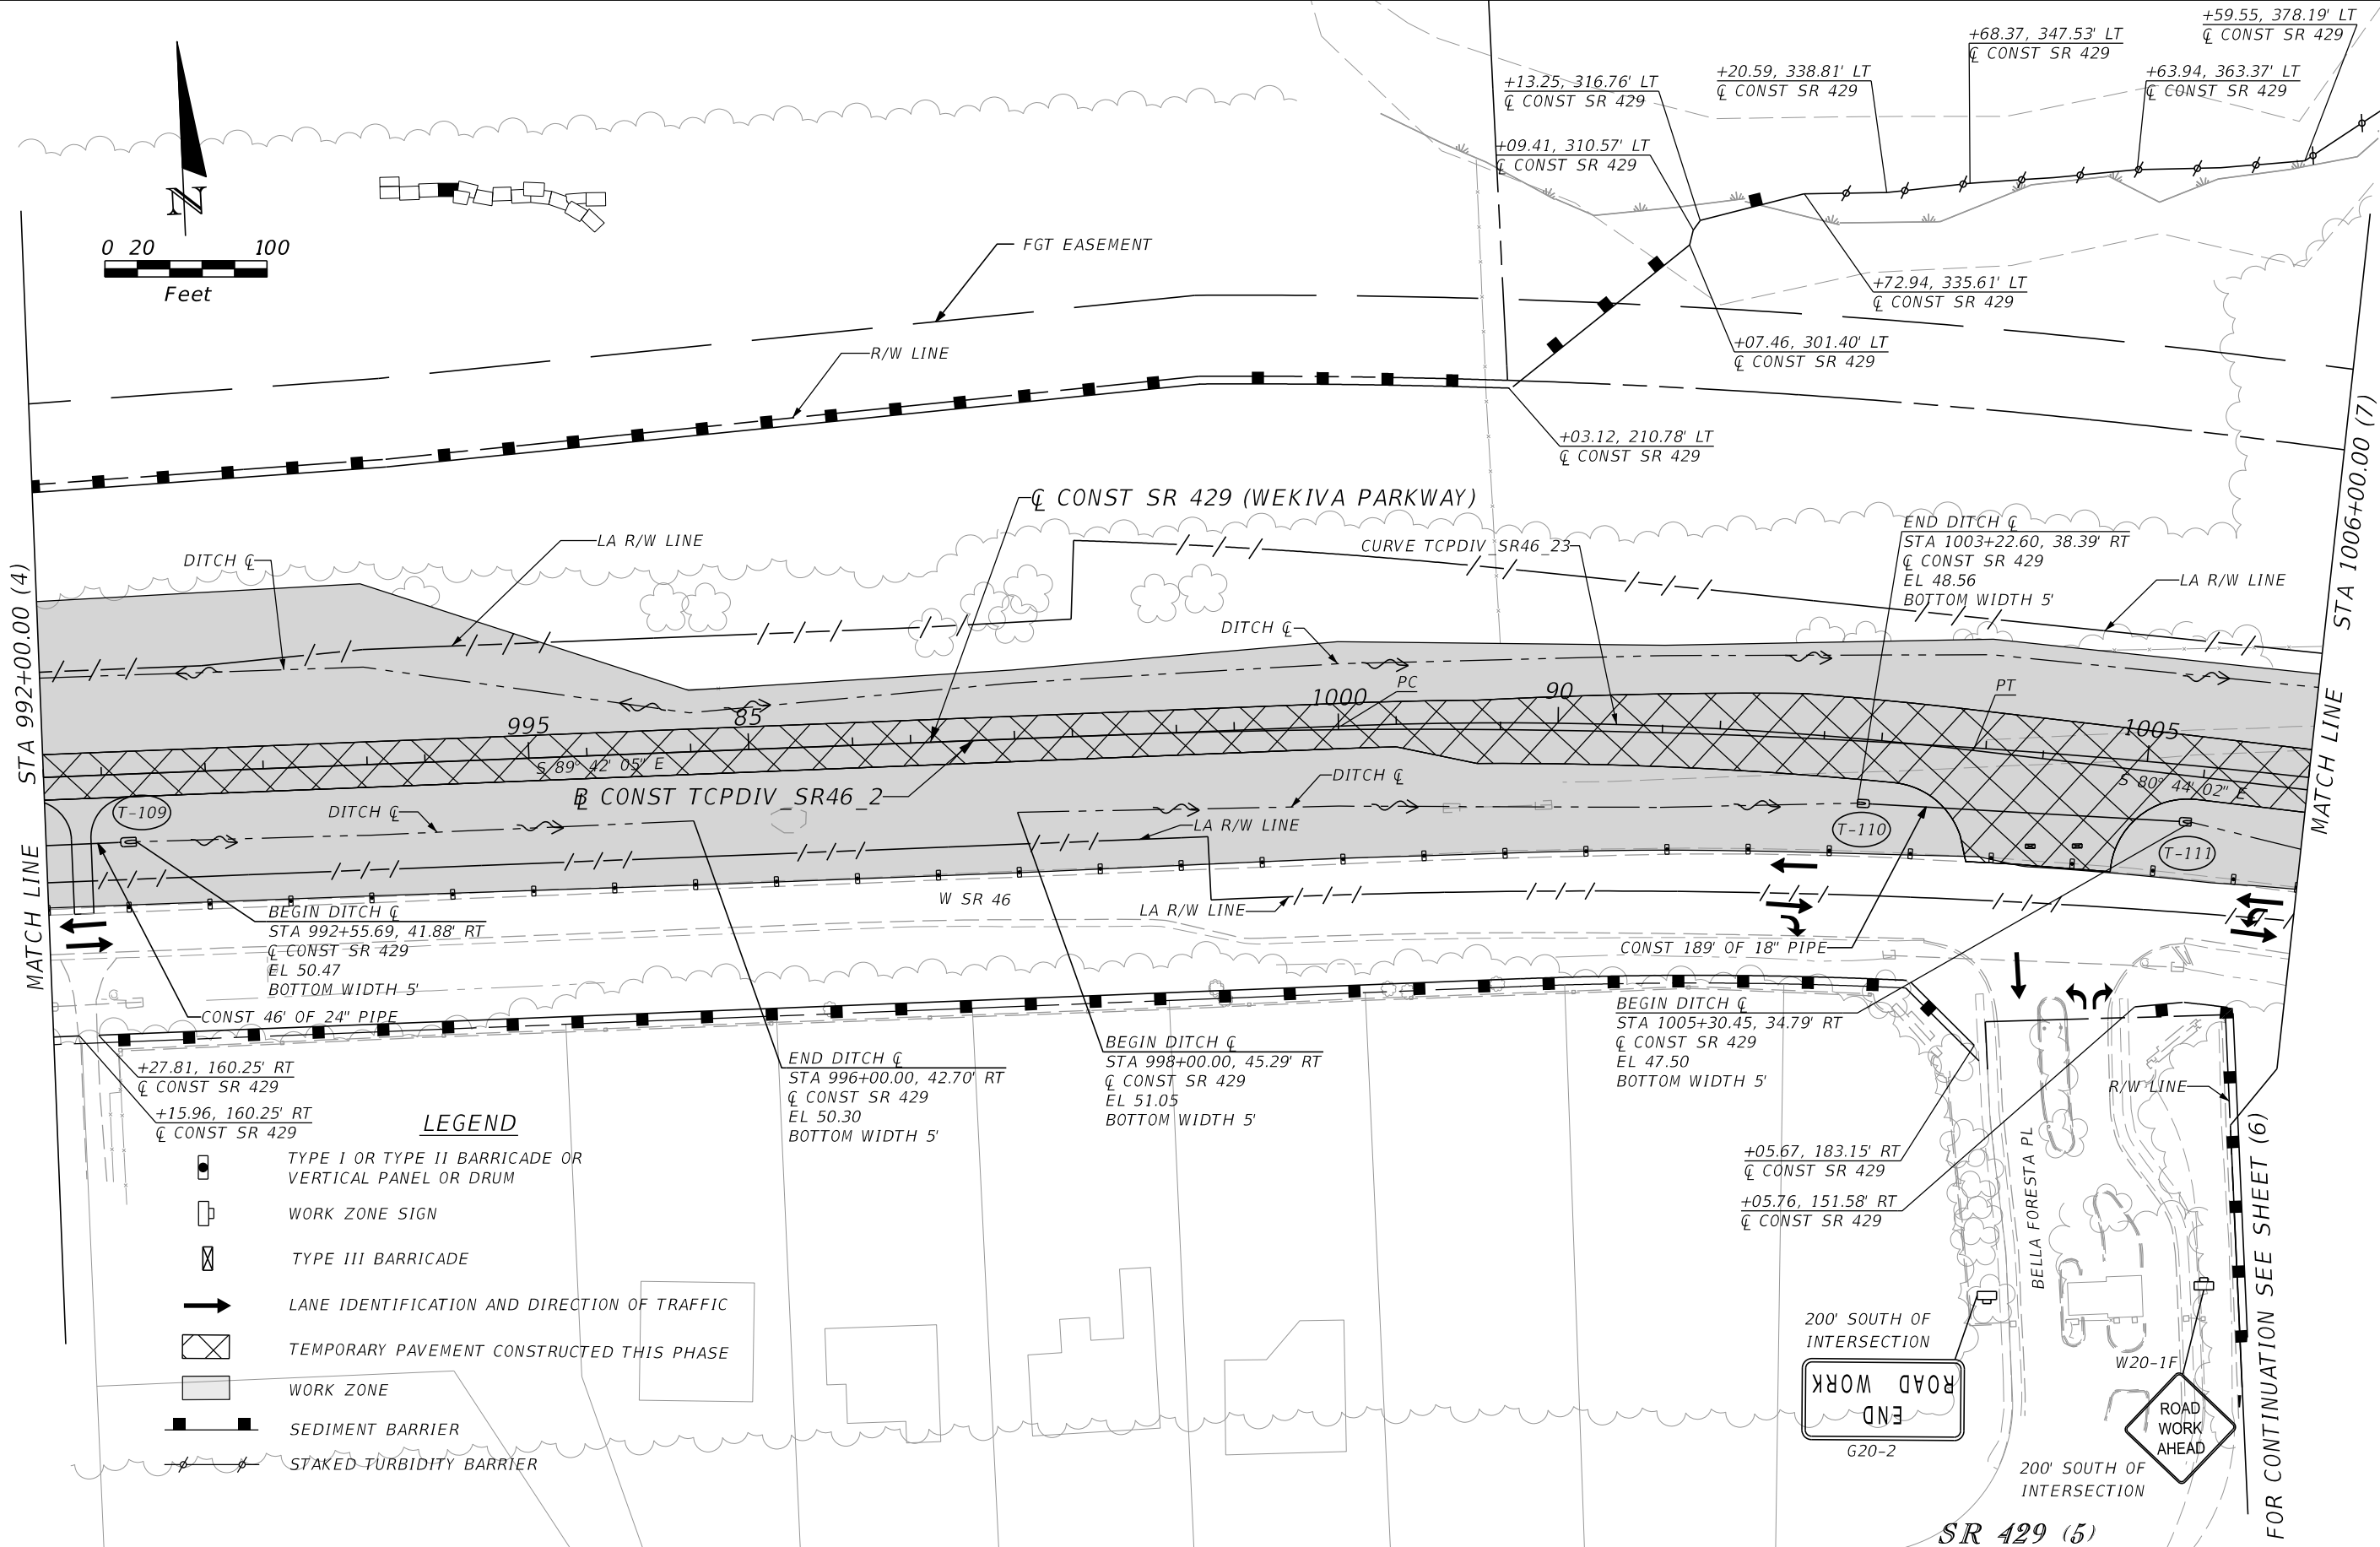 +59.55, 378.19' LT
℄ CONST SR 429
+68.37, 347.53' LT
℄ CONST SR 429
+13.25, 316.76' LT
℄ CONST SR 429
+20.59, 338.81' LT
℄ CONST SR 429
+63.94, 363.37' LT
℄ CONST SR 429
+09.41, 310.57' LT
℄ CONST SR 429
N
0 20 100
Feet
FGT EASEMENT
+72.94, 335.61' LT
℄ CONST SR 429
+07.46, 301.40' LT
℄ CONST SR 429
R/W LINE
+03.12, 210.78' LT
℄ CONST SR 429
℄ CONST SR 429 (WEKIVA PARKWAY)
END DITCH ℄
STA 1003+22.60, 38.39' RT
℄ CONST SR 429
EL 48.56
BOTTOM WIDTH 5'
LA R/W LINE
DITCH ℄
CURVE TCPDIV_SR46_23
LA R/W LINE
DITCH ℄
MATCH LINE STA 992+00.00 (4)
MATCH LINE STA 1006+00.00 (7)
PC
PT
995
85
1000
90
1005
S 89° 42' 05" E
S 80° 44' 02" E
B̲L CONST TCPDIV_SR46_2
DITCH ℄
T-109
DITCH ℄
LA R/W LINE
T-110
T-111
W SR 46
LA R/W LINE
BEGIN DITCH ℄
STA 992+55.69, 41.88' RT
℄ CONST SR 429
EL 50.47
BOTTOM WIDTH 5'
CONST 189' OF 18" PIPE
CONST 46' OF 24" PIPE
BEGIN DITCH ℄
STA 1005+30.45, 34.79' RT
℄ CONST SR 429
EL 47.50
BOTTOM WIDTH 5'
BEGIN DITCH ℄
STA 998+00.00, 45.29' RT
℄ CONST SR 429
EL 51.05
BOTTOM WIDTH 5'
END DITCH ℄
STA 996+00.00, 42.70' RT
℄ CONST SR 429
EL 50.30
BOTTOM WIDTH 5'
+27.81, 160.25' RT
℄ CONST SR 429
+15.96, 160.25' RT
℄ CONST SR 429
R/W LINE
+05.67, 183.15' RT
℄ CONST SR 429
+05.76, 151.58' RT
℄ CONST SR 429
BELLA FORESTA PL
LEGEND
TYPE I OR TYPE II BARRICADE OR
VERTICAL PANEL OR DRUM
WORK ZONE SIGN
TYPE III BARRICADE
LANE IDENTIFICATION AND DIRECTION OF TRAFFIC
TEMPORARY PAVEMENT CONSTRUCTED THIS PHASE
WORK ZONE
SEDIMENT BARRIER
STAKED TURBIDITY BARRIER
200' SOUTH OF
INTERSECTION
END
ROAD WORK
G20-2
W20-1F
ROAD
WORK
AHEAD
200' SOUTH OF
INTERSECTION
FOR CONTINUATION SEE SHEET (6)
SR 429 (5)